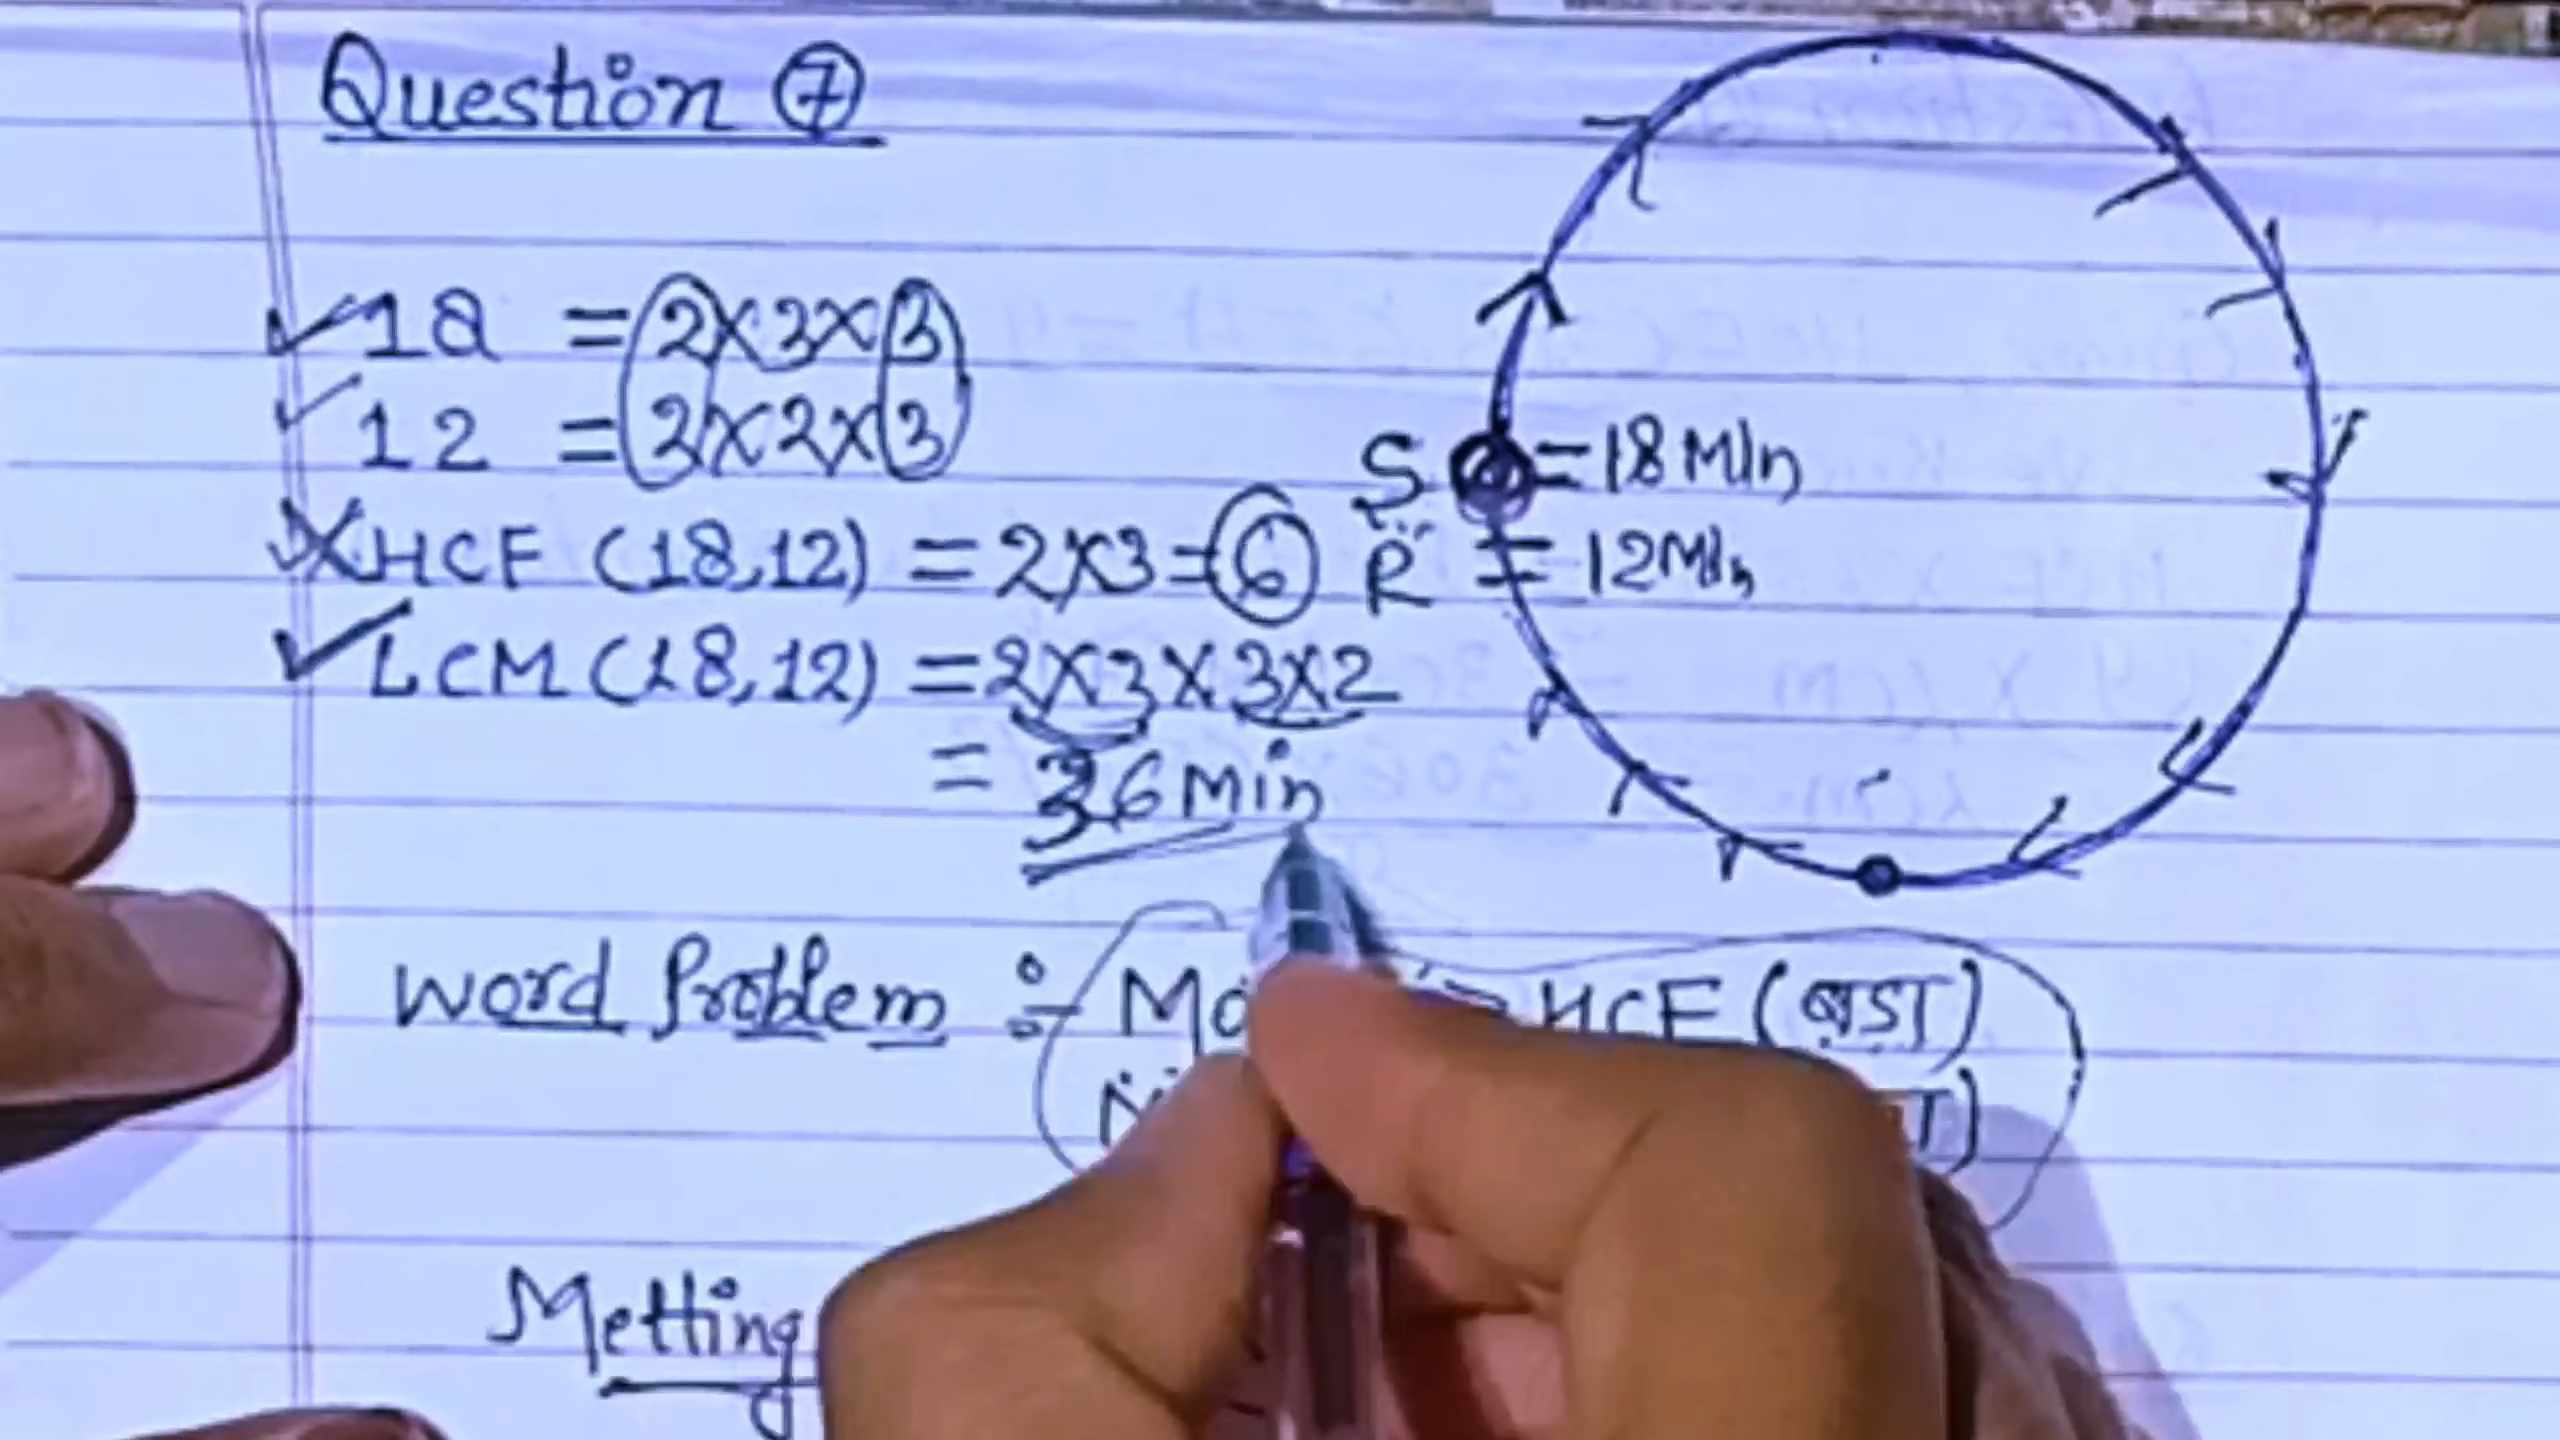 Question 7
18 = 2×3×3
12 = 2×2×3
HCF (18,12) = 2×3=6
LCM (18,12) = 2×3×3×2
= 36 Min
S = 18 Min
R = 12 Min
Word Problem :- HCF
Metting